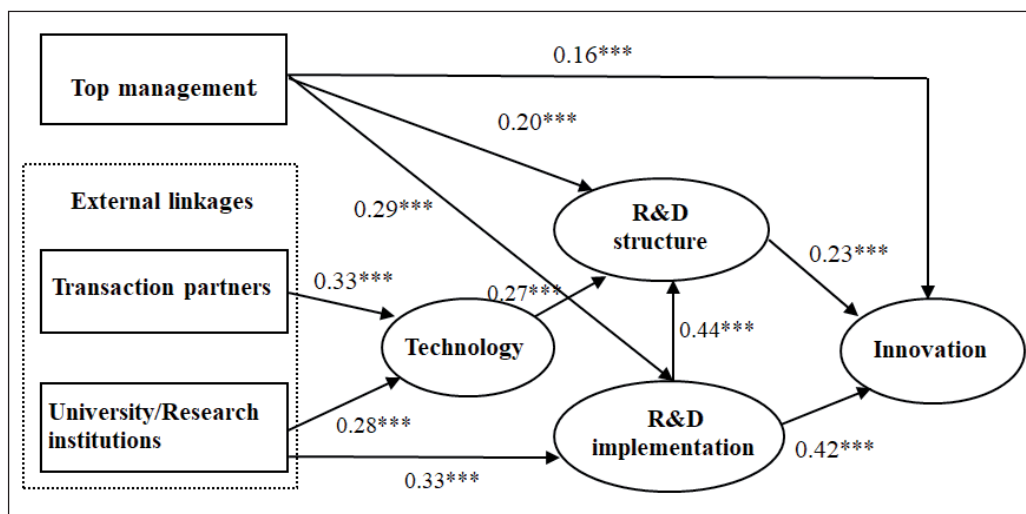 0.16***
Top management
0.20***
External linkages
0.29***
R&D
structure
Transaction partners
0.33***
0.27***
0.23***
Technology
0.44***
Innovation
University/Research
institutions
0.28***
R&D
implementation
0.42***
0.33***